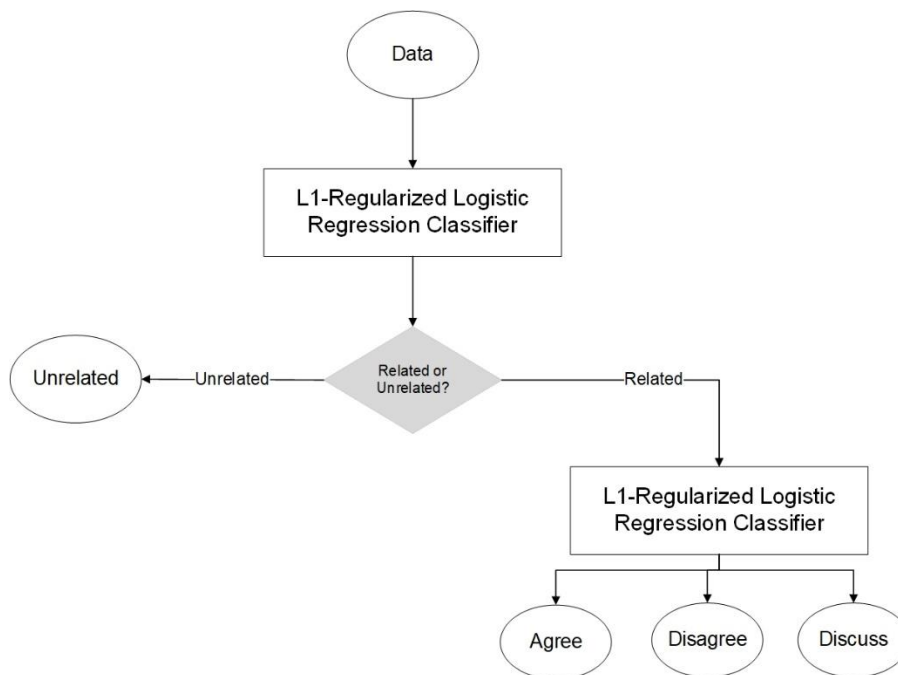 Data
L1-Regularized Logistic
Regression Classifier
Related or
Unrelated?
Unrelated
Unrelated
Related
L1-Regularized Logistic
Regression Classifier
Agree
Disagree
Discuss